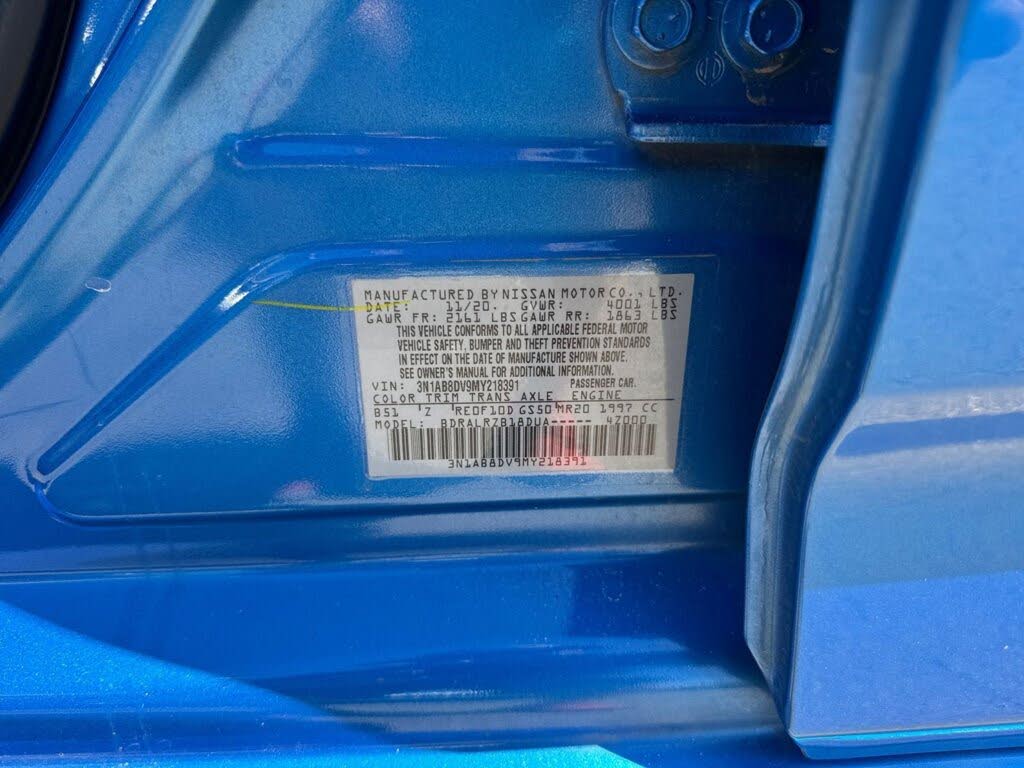 MANUFACTURED BY NISSAN MOTOR CO., LTD.
DATE: 11/20 GVWR: 4001 LBS
GAWR FR: 2161 LBS GAWR RR: 1863 LBS
THIS VEHICLE CONFORMS TO ALL APPLICABLE FEDERAL MOTOR
VEHICLE SAFETY, BUMPER AND THEFT PREVENTION STANDARDS
IN EFFECT ON THE DATE OF MANUFACTURE SHOWN ABOVE.
SEE OWNER'S MANUAL FOR ADDITIONAL INFORMATION.
VIN: 3N1AB8DV9MY218391 PASSENGER CAR.
COLOR TRIM TRANS AXLE ENGINE
B51 Z RE0F10D GS50 MR20 1997 CC
MODEL: BDRALRZB18DUA----- 4Z000
3N1AB8DV9MY218391